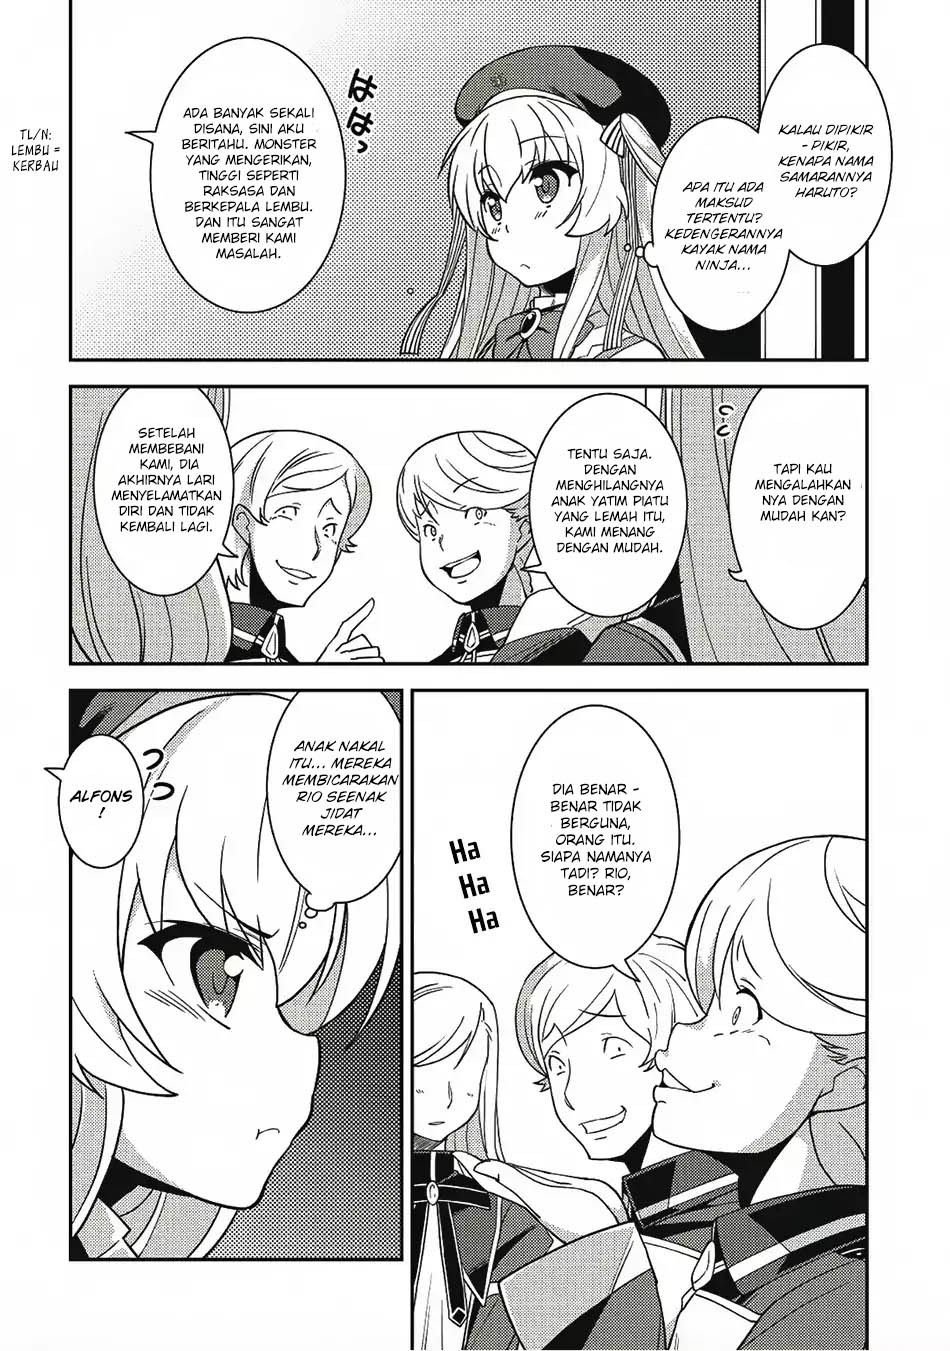 KALAU DIPIKIR
- PIKIR,
KENAPA NAMA
SAMARANNYA
HARUTO?
APA ITU ADA
MAKSUD
TERTENTU?
KEDENGERANNYA
KAYAK NAMA
NINJA...
はは
っ
ADA BANYAK SEKALI
DISANA, SINI AKU
BERITAHU. MONSTER
YANG MENGERIKAN,
TINGGI SEPERTI
RAKSASA DAN
BERKEPALA LEMBU.
DAN ITU SANGAT
MEMBERI KAMI
MASALAH.
TL/N:
LEMBU =
KERBAU
TAPI KAU
MENGALAHKAN
NYA DENGAN
MUDAH KAN?
TENTU SAJA.
DENGAN
MENGHILANGNYA
ANAK YATIM PIATU
YANG LEMAH ITU,
KAMI MENANG
DENGAN MUDAH.
SETELAH
MEMBEBANI
KAMI, DIA
AKHIRNYA LARI
MENYELAMATKAN
DIRI DAN TIDAK
KEMBALI LAGI.
DIA BENAR -
BENAR TIDAK
BERGUNA,
ORANG ITU.
SIAPA NAMANYA
TADI? RIO,
BENAR?
Ha
Ha
Ha
ANAK NAKAL
ITU... MEREKA
MEMBICARAKAN
RIO SEENAK
JIDAT
MEREKA...
ALFONS
!